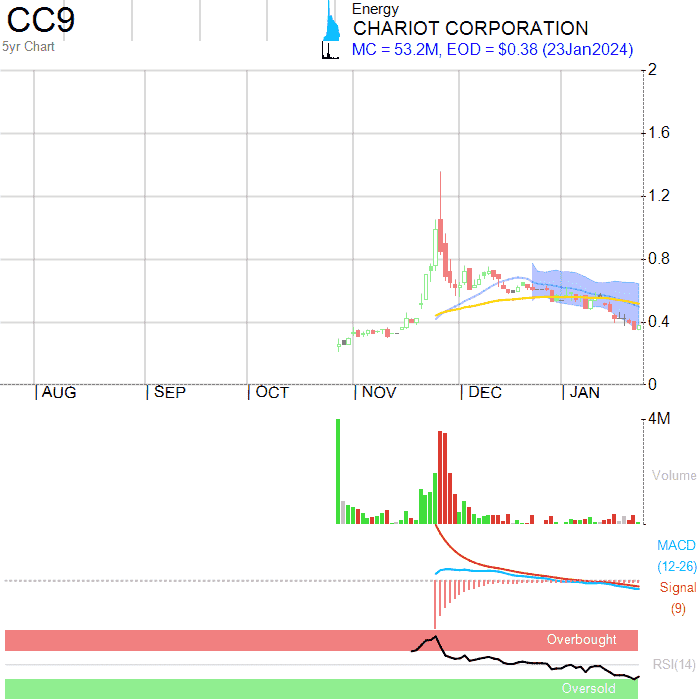 CC9
5yr Chart
Energy
CHARIOT CORPORATION
MC = 53.2M, EOD = $0.38 (23Jan2024)
2
1.6
1.2
0.8
0.4
0
| AUG | SEP | OCT | NOV | DEC | JAN
4M
Volume
MACD
(12-26)
Signal
(9)
Overbought
RSI(14)
Oversold